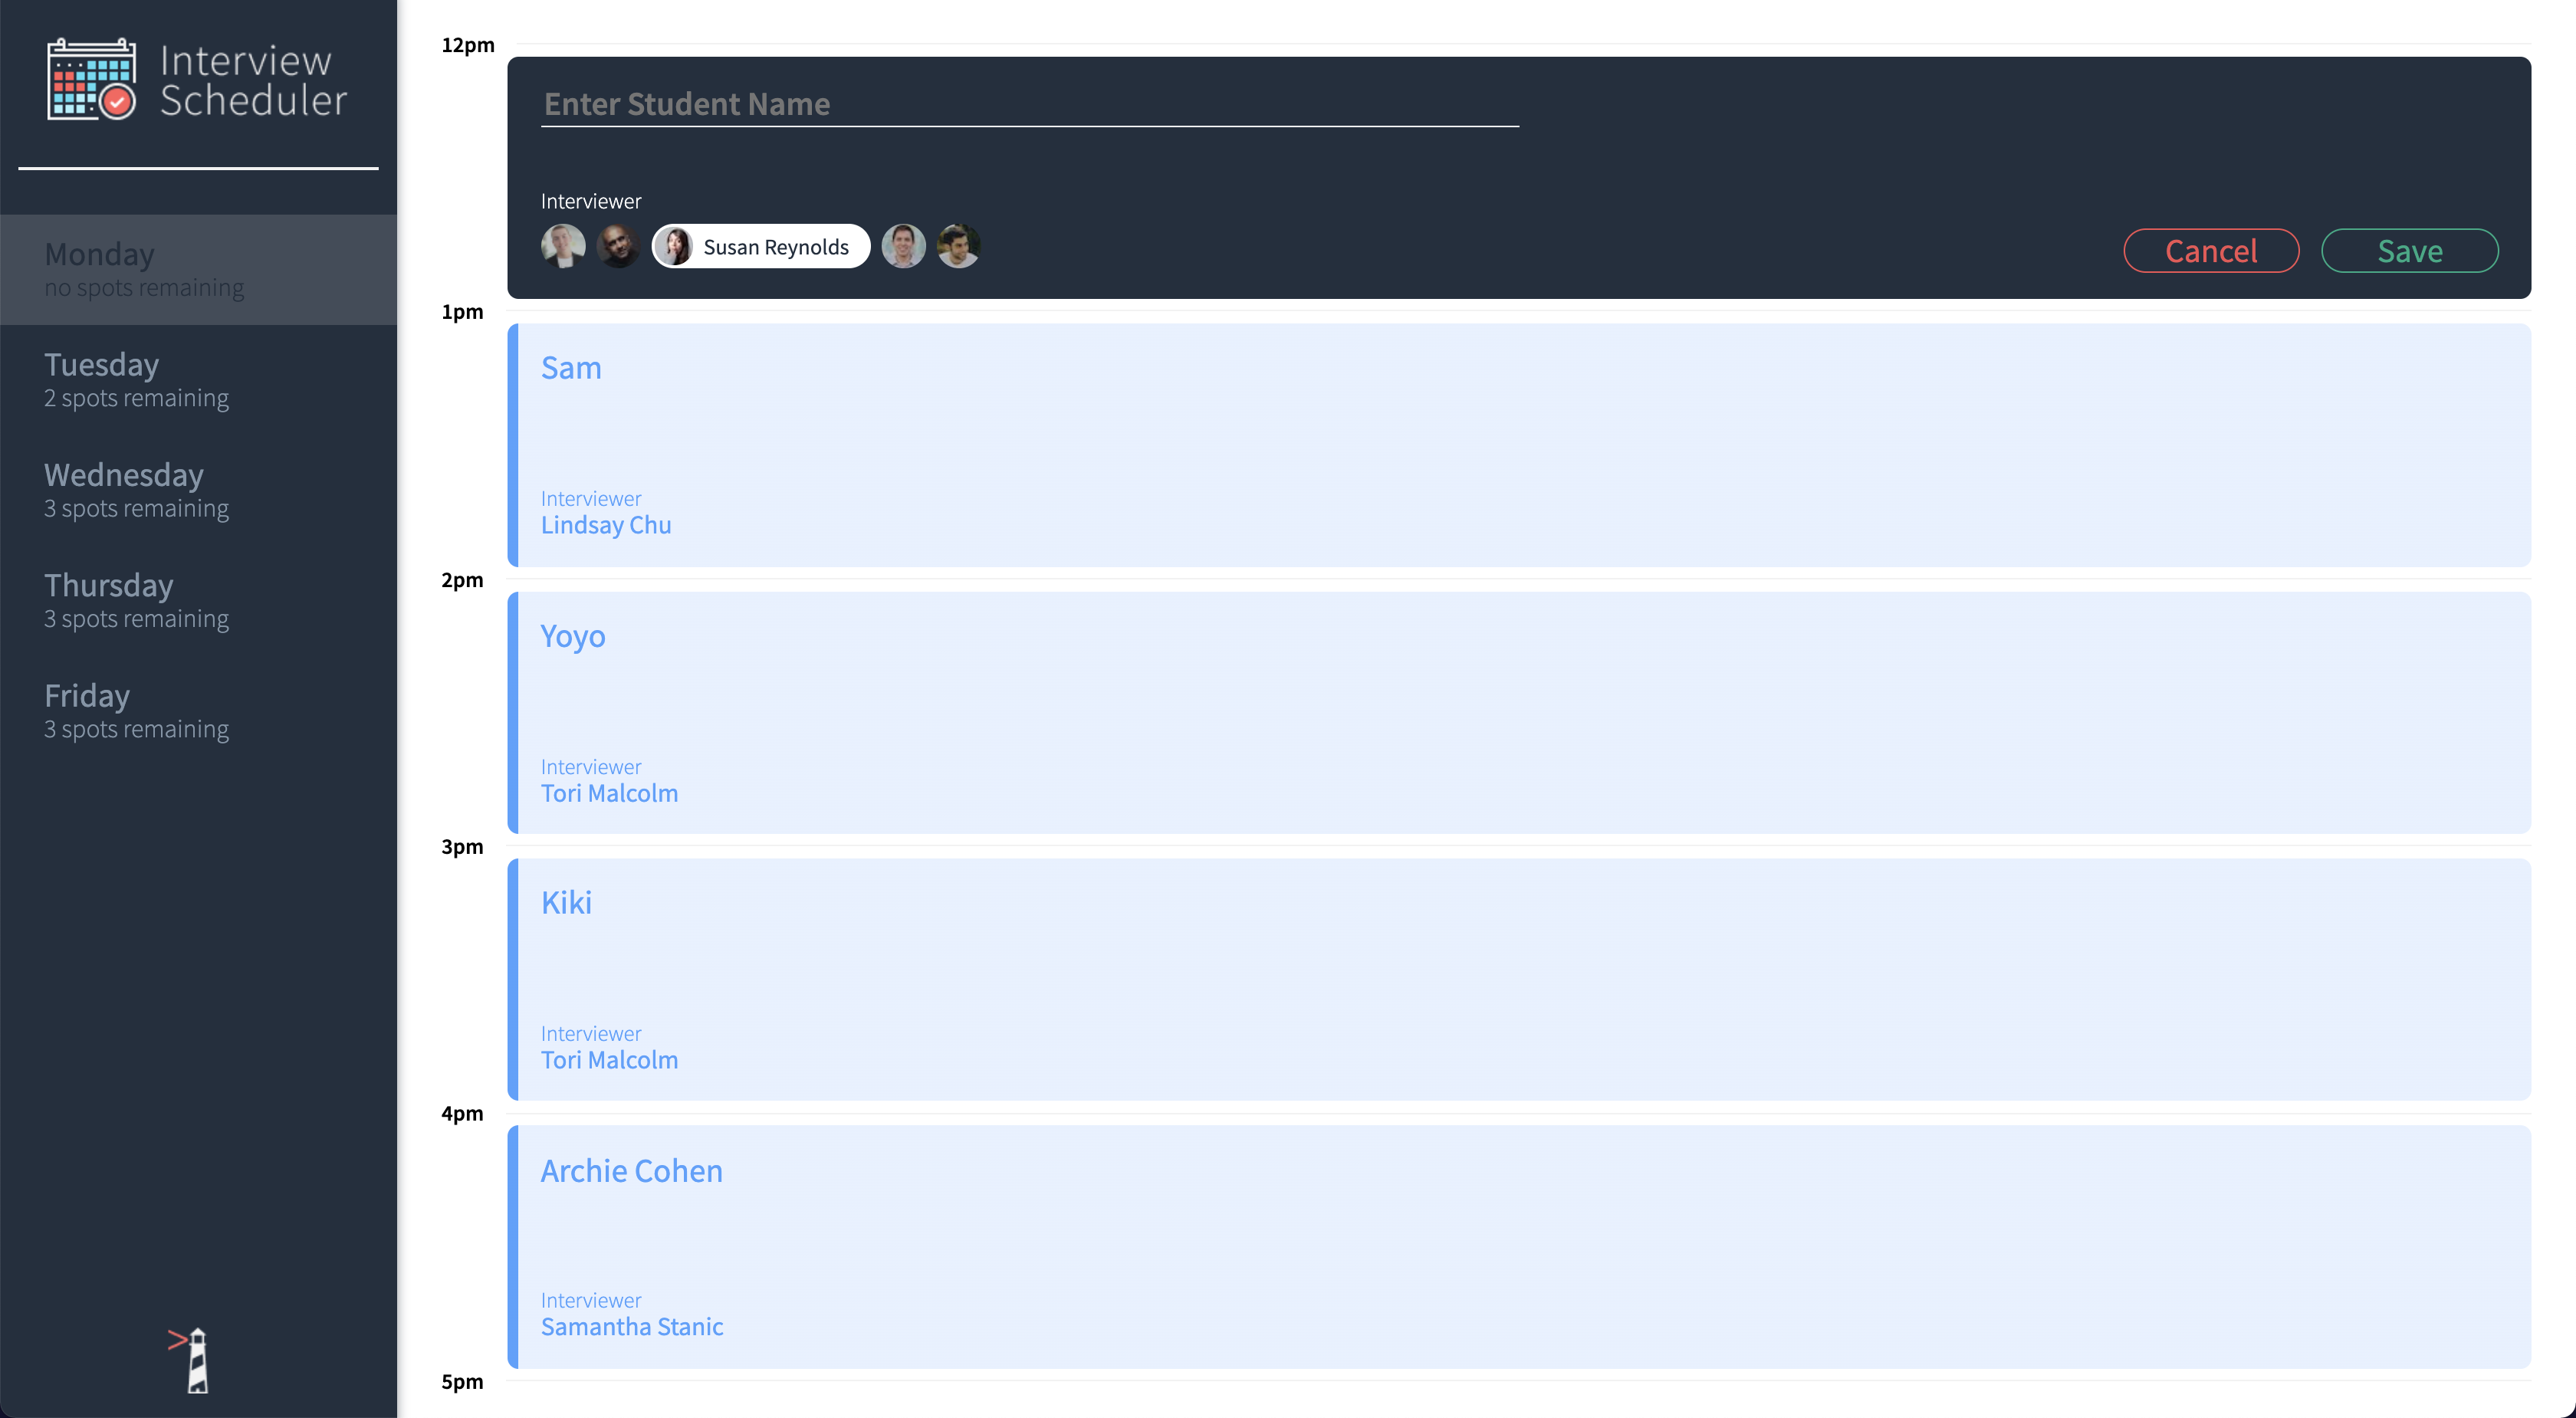 Interview
Scheduler
Monday
no spots remaining
Tuesday
2 spots remaining
Wednesday
3 spots remaining
Thursday
3 spots remaining
Friday
3 spots remaining
12pm
Enter Student Name
Interviewer
Susan Reynolds
Cancel
Save
1pm
Sam
Interviewer
Lindsay Chu
2pm
Yoyo
Interviewer
Tori Malcolm
3pm
Kiki
Interviewer
Tori Malcolm
4pm
Archie Cohen
Interviewer
Samantha Stanic
5pm